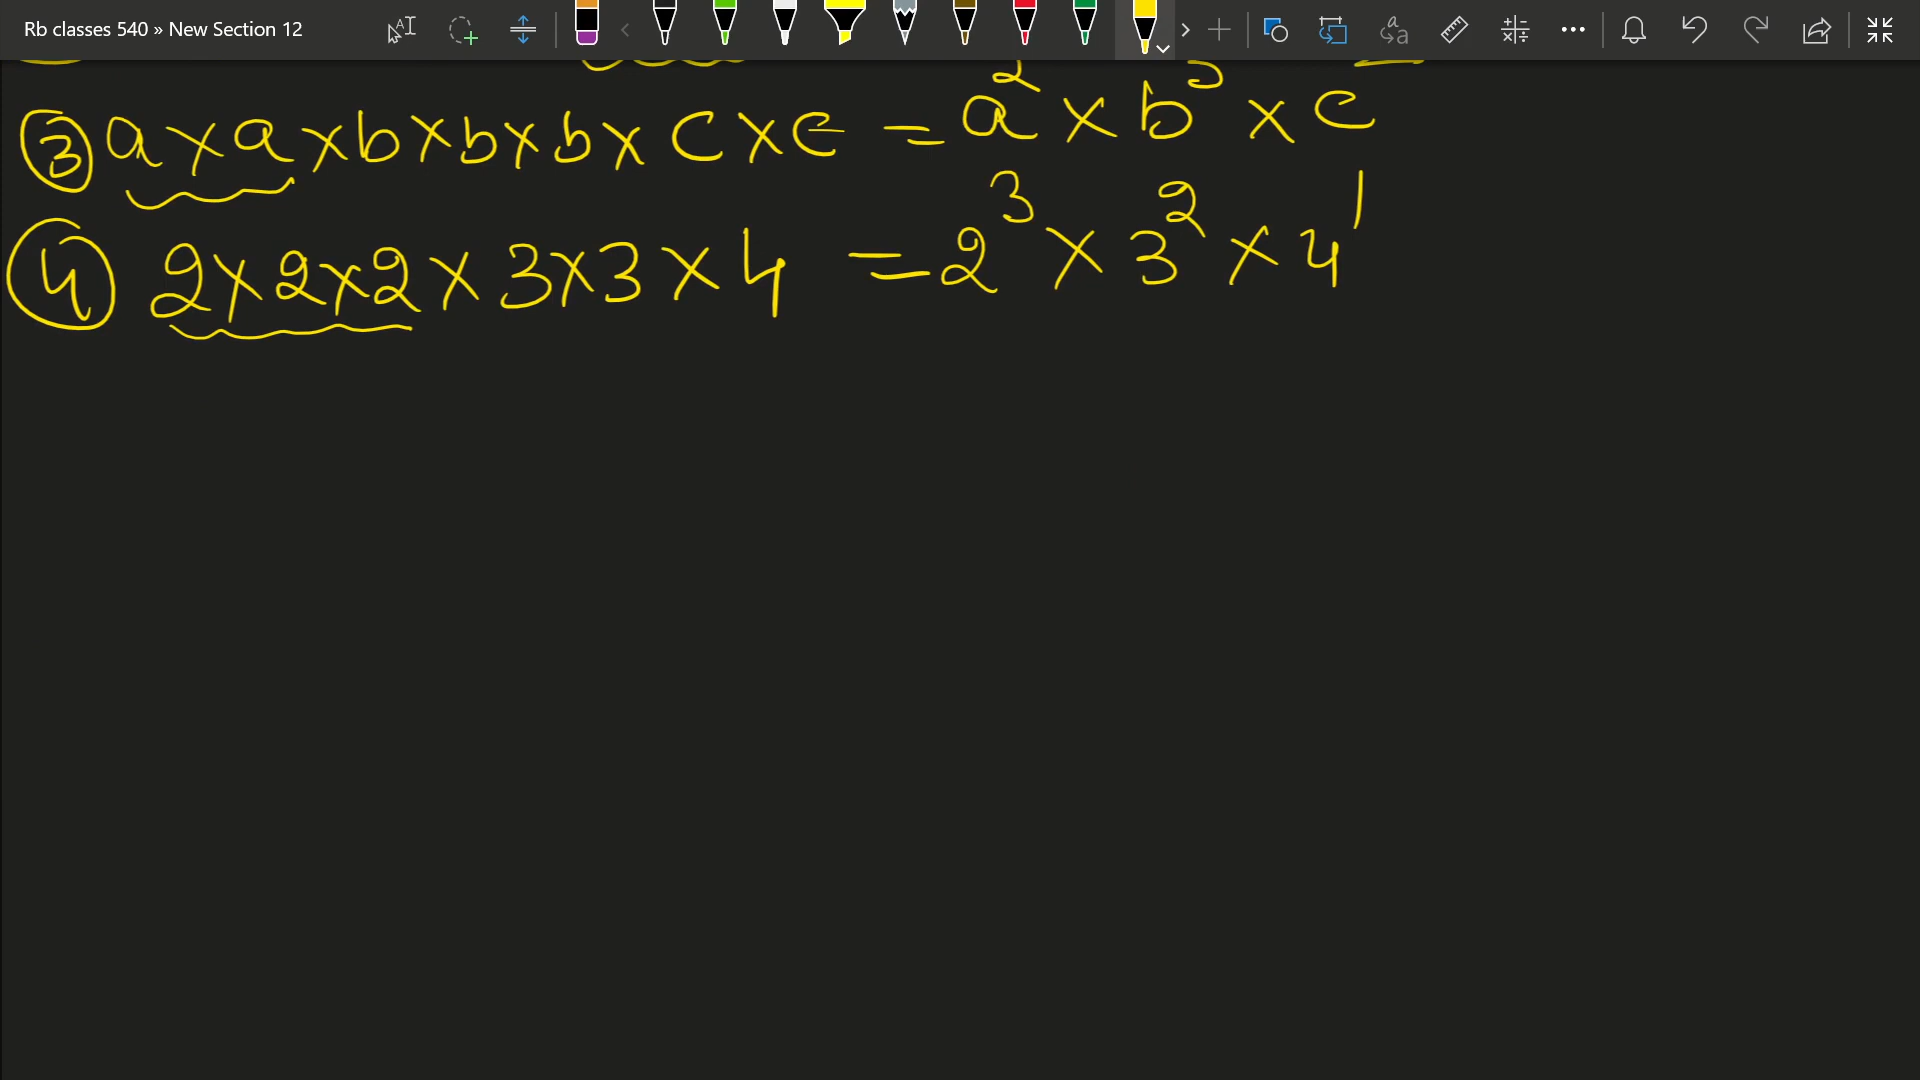 Rb classes 540 » New Section 12
③ a × a × b × b × b × c × c = a² × b³ × c
④ 2 × 2 × 2 × 3 × 3 × 4 = 2³ × 3² × 4¹